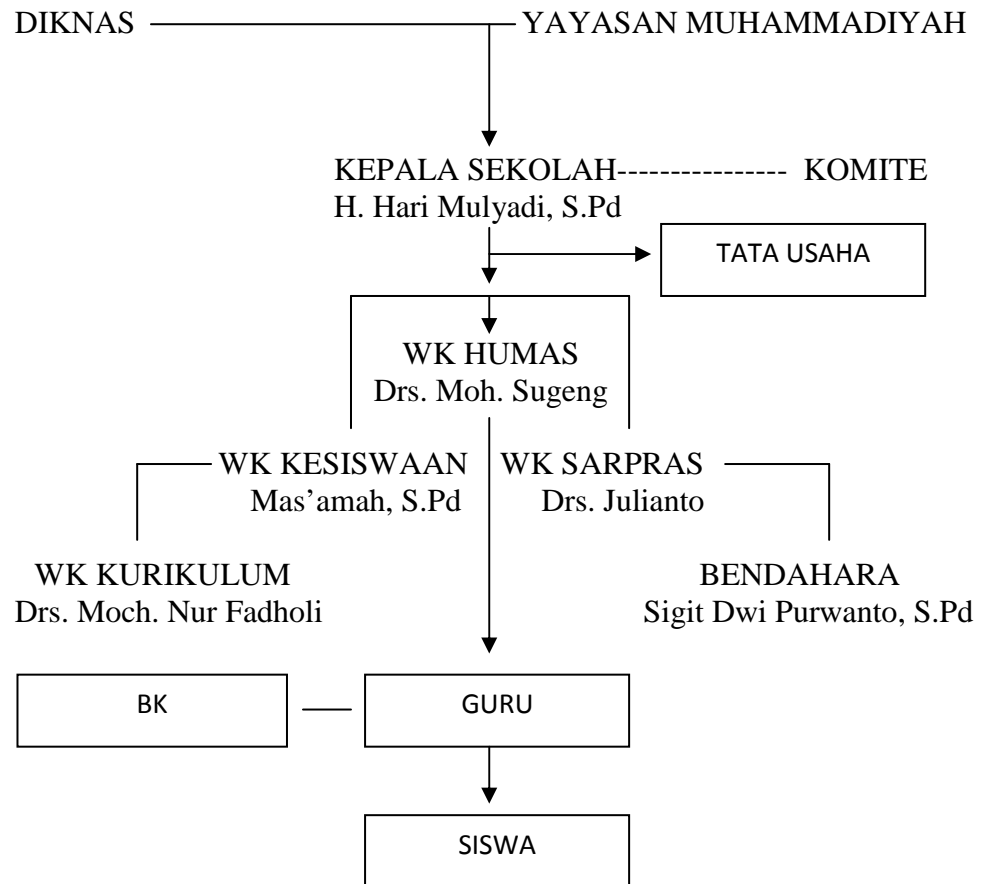 DIKNAS YAYASAN MUHAMMADIYAH
KEPALA SEKOLAH---------------- KOMITE
H. Hari Mulyadi, S.Pd
TATA USAHA
WK HUMAS
Drs. Moh. Sugeng
WK KESISWAAN WK SARPRAS
Mas’amah, S.Pd Drs. Julianto
WK KURIKULUM BENDAHARA
Drs. Moch. Nur Fadholi Sigit Dwi Purwanto, S.Pd
BK GURU
SISWA